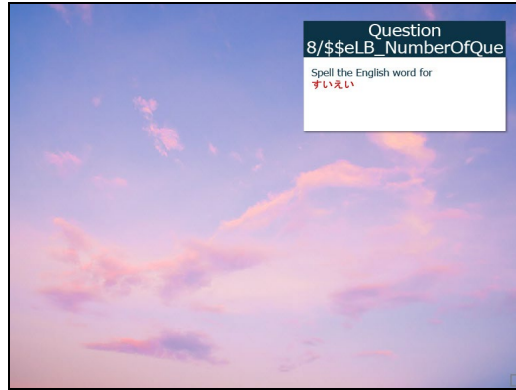 Question
8/$$eLB_NumberOfQue
Spell the English word for
すいえい